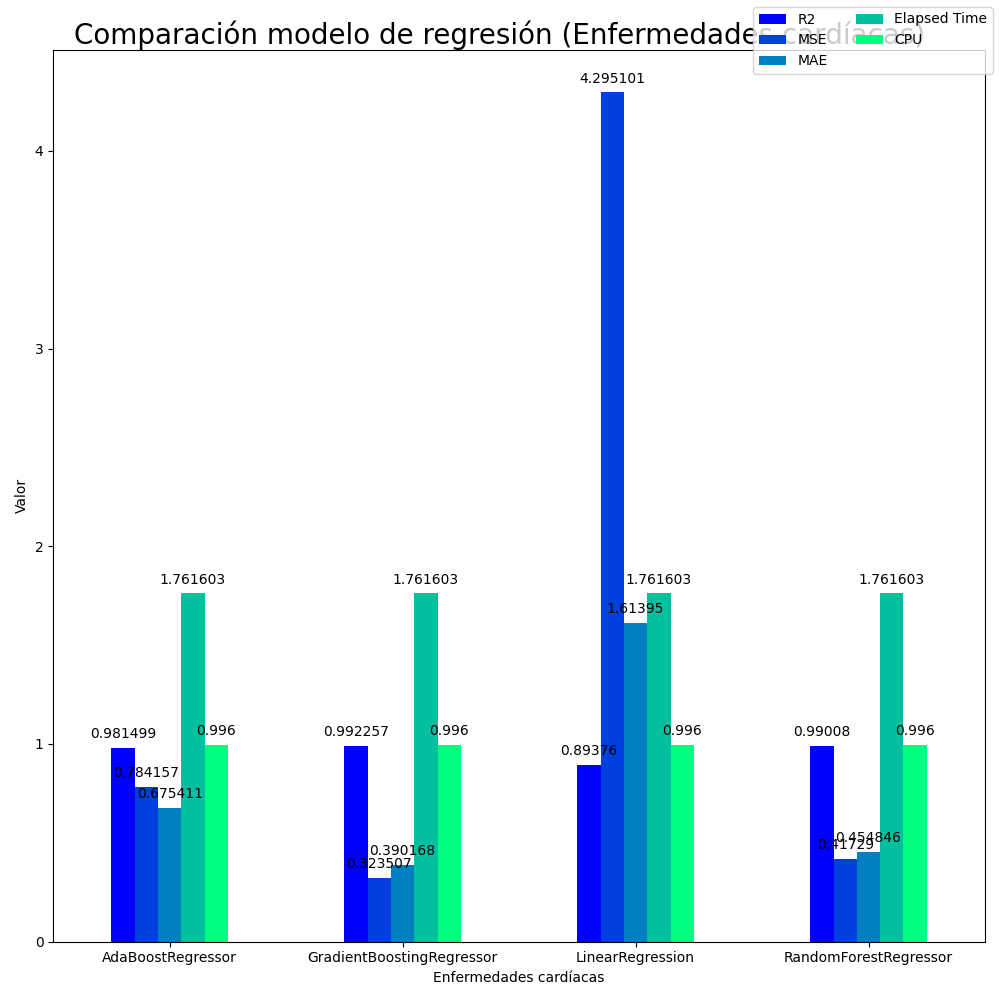 Comparación modelo de regresión (Enfermedades cardíacas)
R2
MSE
MAE
Elapsed Time
CPU
Valor
4
3
2
1
0
0.981499
0.784157
0.675411
1.761603
0.996
0.992257
0.323507
0.390168
1.761603
0.996
0.89376
4.295101
1.61395
1.761603
0.996
0.99008
0.41729
0.454846
1.761603
0.996
AdaBoostRegressor
GradientBoostingRegressor
LinearRegression
RandomForestRegressor
Enfermedades cardíacas